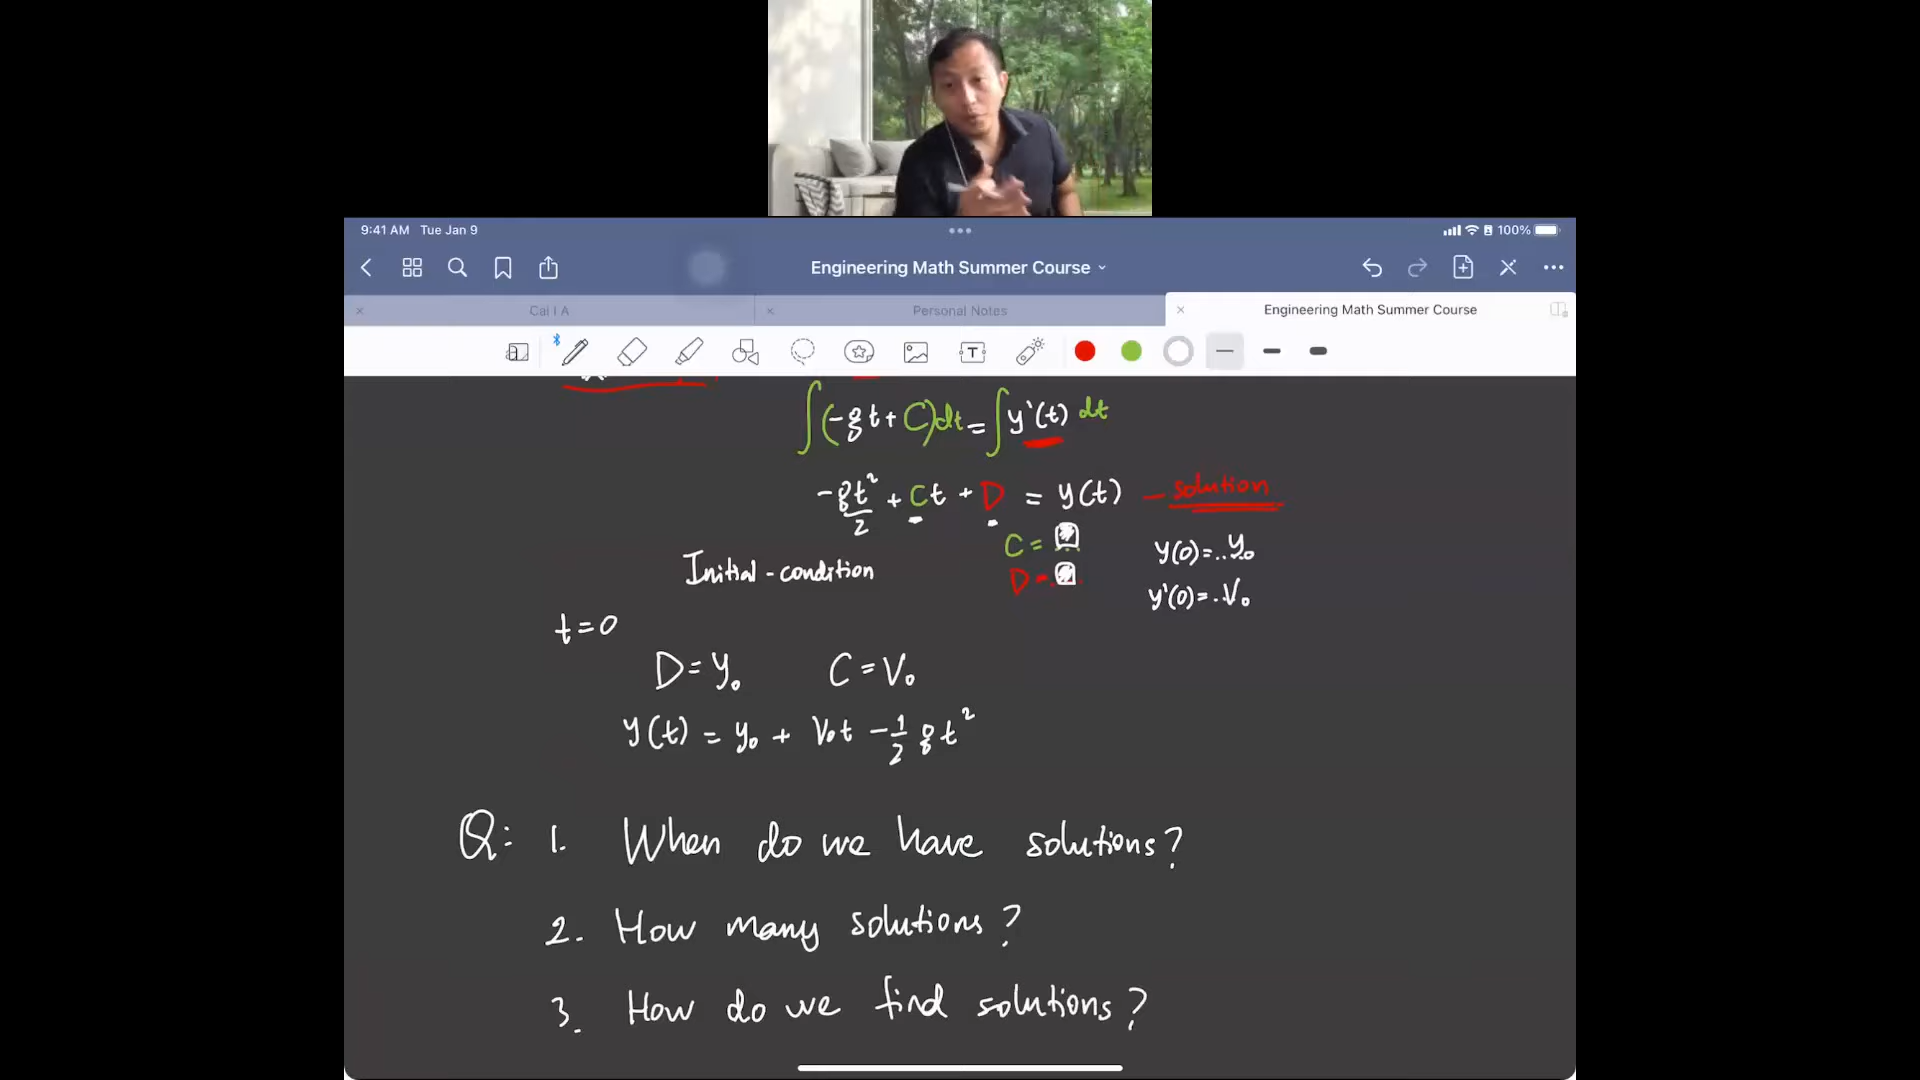 9:41 AM Tue Jan 9
100%
Engineering Math Summer Course
Cal I A
Personal Notes
Engineering Math Summer Course
∫(-gt + C)dt = ∫y'(t) dt
-gt²/2 + Ct + D = y(t) - solution
C = ...
y(0) = ..y₀
Initial - condition
D = ...
y'(0) = .V₀
t = 0
D = y₀ C = V₀
y(t) = y₀ + V₀t - 1/2 gt²
Q: 1. When do we have solutions?
2. How many solutions?
3. How do we find solutions?